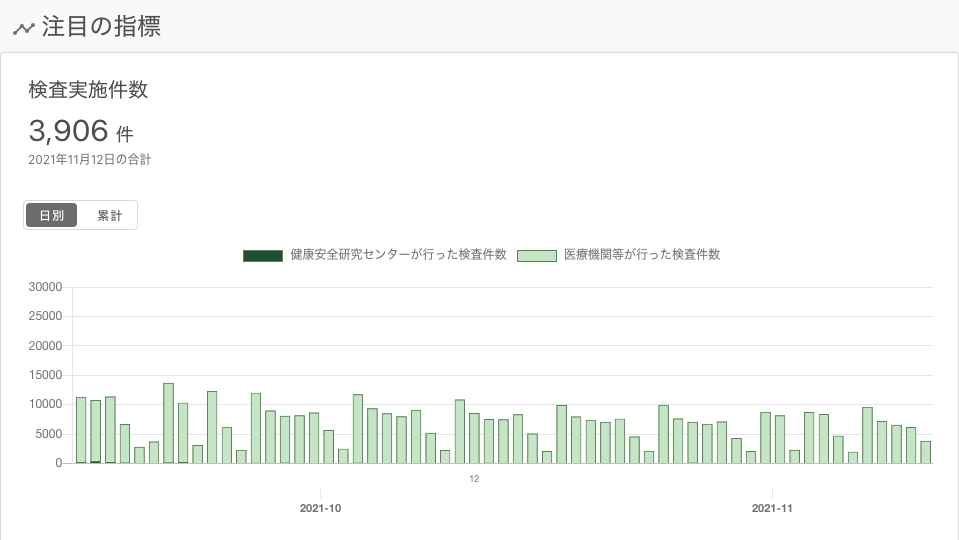 注目の指標
検査実施件数
3,906 件
2021年11月12日の合計
日別 累計
健康安全研究センターが行った検査件数 医療機関等が行った検査件数
30000
25000
20000
15000
10000
5000
0
12
2021-10 2021-11